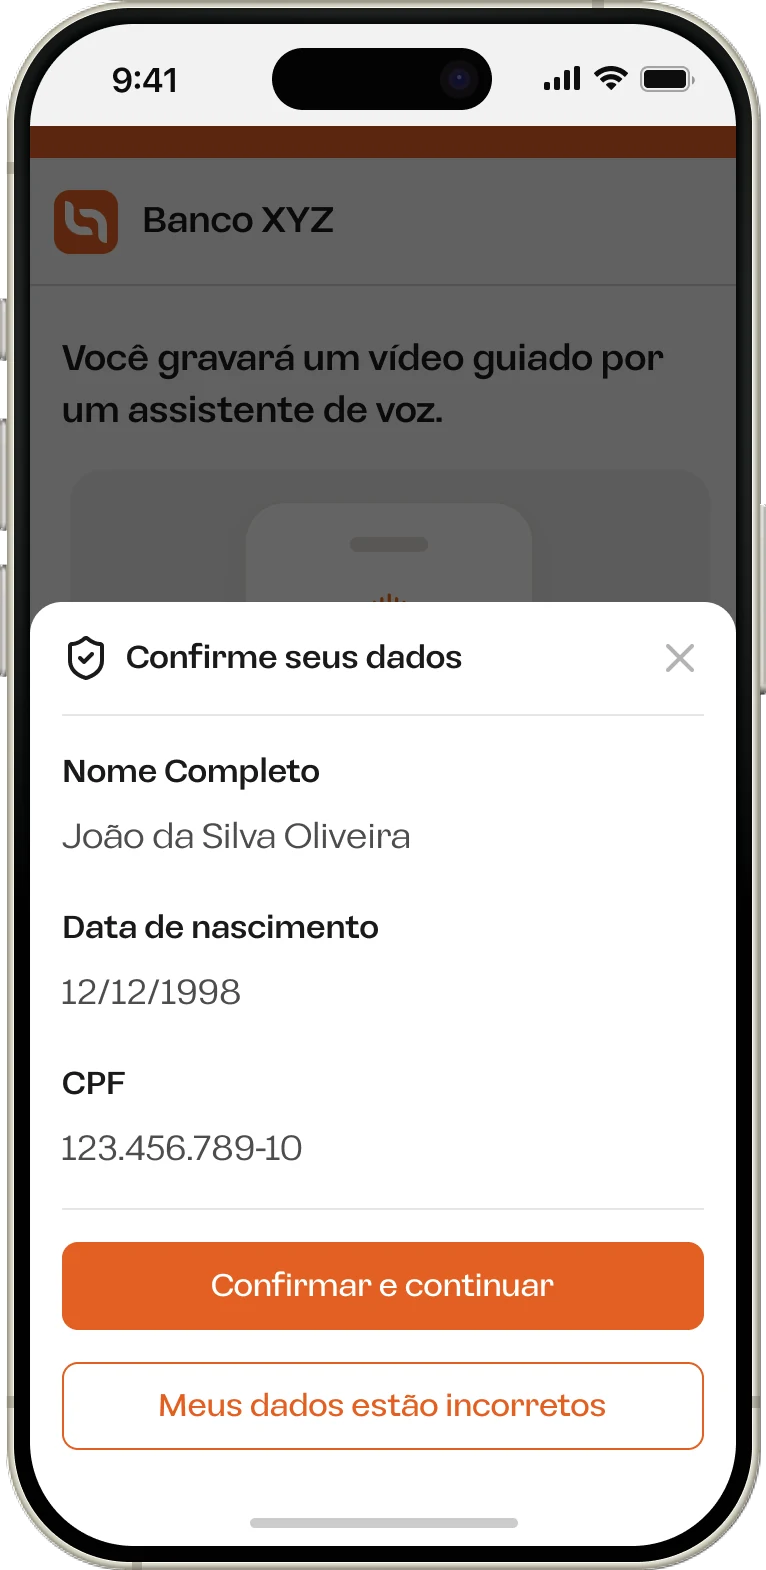 9:41
Banco XYZ
Você gravará um vídeo guiado por
um assistente de voz.
Confirme seus dados
Nome Completo
João da Silva Oliveira
Data de nascimento
12/12/1998
CPF
123.456.789-10
Confirmar e continuar
Meus dados estão incorretos